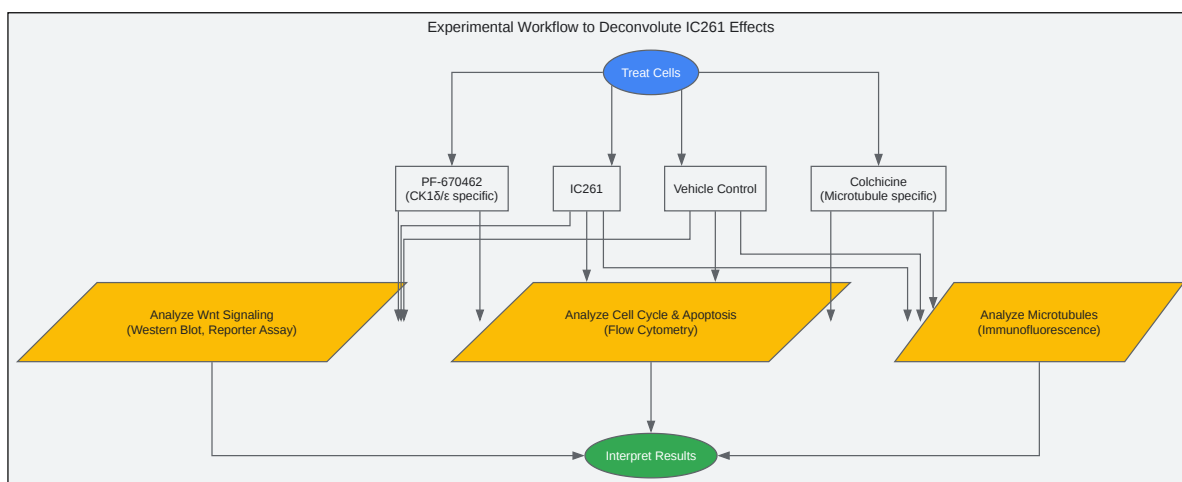 Experimental Workflow to Deconvolute IC261 Effects
Treat Cells
PF-670462
(CK1δ/ε specific)
IC261
Vehicle Control
Colchicine
(Microtubule specific)
Analyze Wnt Signaling
(Western Blot, Reporter Assay)
Analyze Cell Cycle & Apoptosis
(Flow Cytometry)
Analyze Microtubules
(Immunofluorescence)
Interpret Results